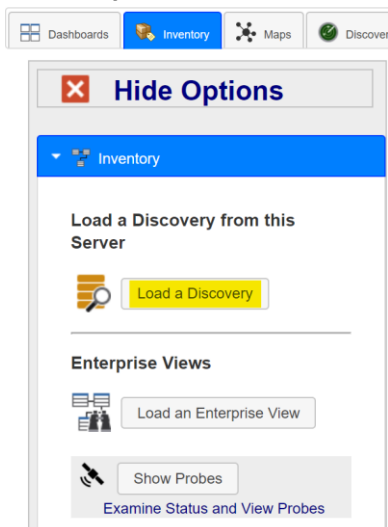 Dashboards Inventory Maps Discover
Hide Options
Inventory
Load a Discovery from this
Server
Load a Discovery
Enterprise Views
Load an Enterprise View
Show Probes
Examine Status and View Probes